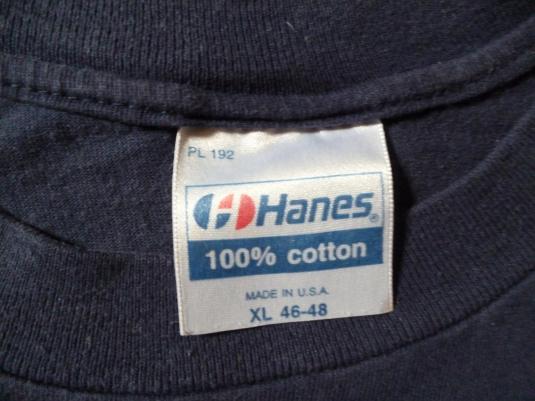 PL 192
Hanes®
100% cotton
MADE IN U.S.A.
XL 46-48